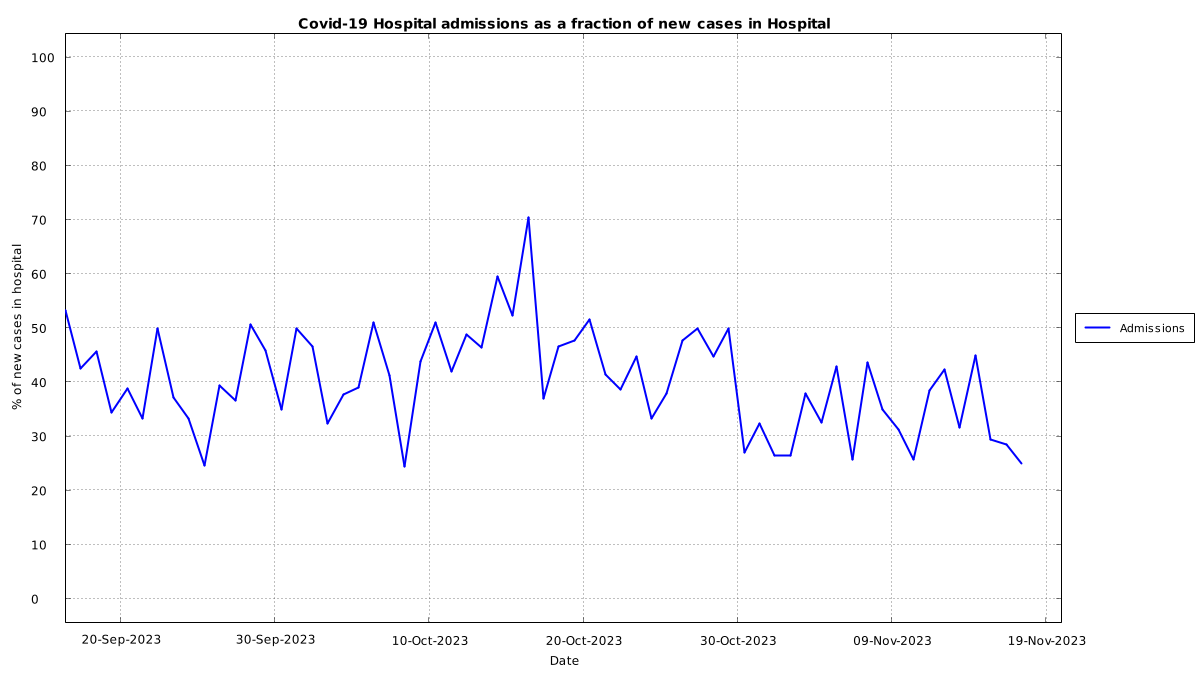 Covid-19 Hospital admissions as a fraction of new cases in Hospital
100
90
80
70
60
50
40
30
20
10
0
% of new cases in hospital
20-Sep-2023
30-Sep-2023
10-Oct-2023
20-Oct-2023
30-Oct-2023
09-Nov-2023
19-Nov-2023
Date
Admissions